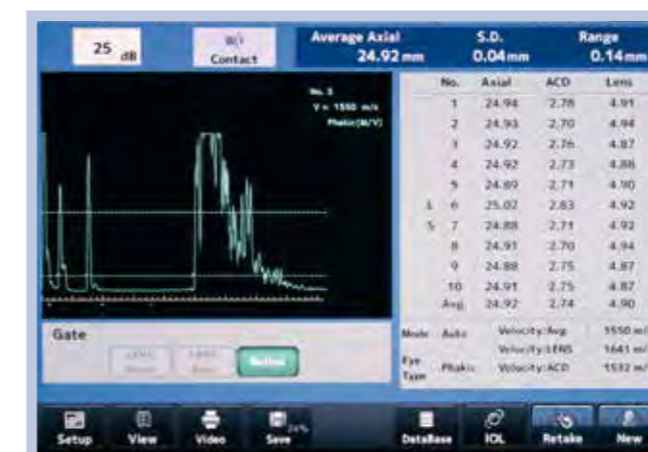 25 dB
Contact
Average Axial S.D. Range
24.92 mm 0.04 mm 0.14 mm
No. 5
V = 1550 m/s
Phakic(M/V)
No. Axial ACD Lens
1 24.94 2.78 4.91
2 24.93 2.70 4.94
3 24.92 2.76 4.87
4 24.92 2.73 4.88
5 24.89 2.71 4.90
L 6 25.02 2.83 4.92
S 7 24.88 2.71 4.92
8 24.91 2.70 4.94
9 24.88 2.75 4.87
10 24.91 2.75 4.87
Avg. 24.92 2.74 4.90
Gate
LENS
LENS
Retina
Mode Auto Velocity:Avg 1550 m/
Velocity:LENS 1641 m/
Eye Type Phakic Velocity:ACD 1532 m/
Setup View Video Save 24% DataBase IOL Retake New